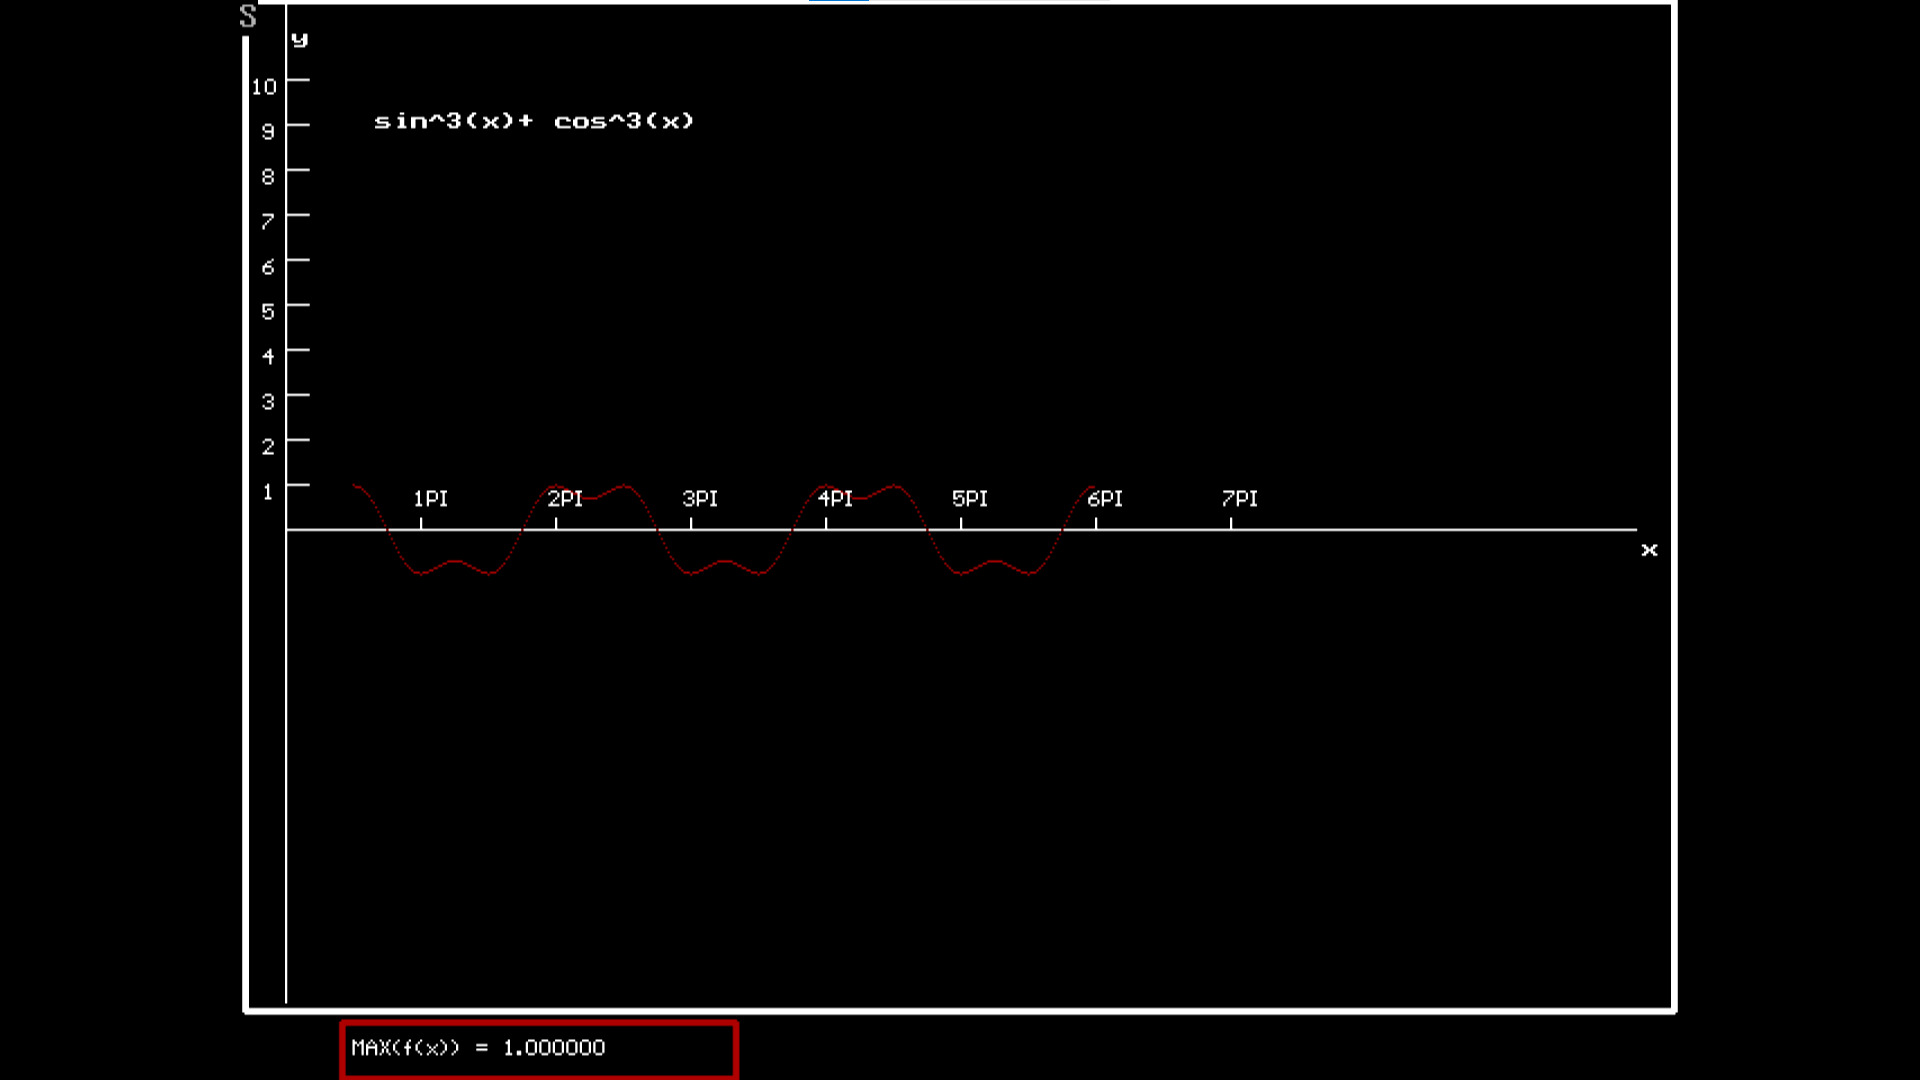 S
y
10
sin^3(x)+ cos^3(x)
9
8
7
6
5
4
3
2
1
1PI 2PI 3PI 4PI 5PI 6PI 7PI
x
MAX(f(x)) = 1.000000